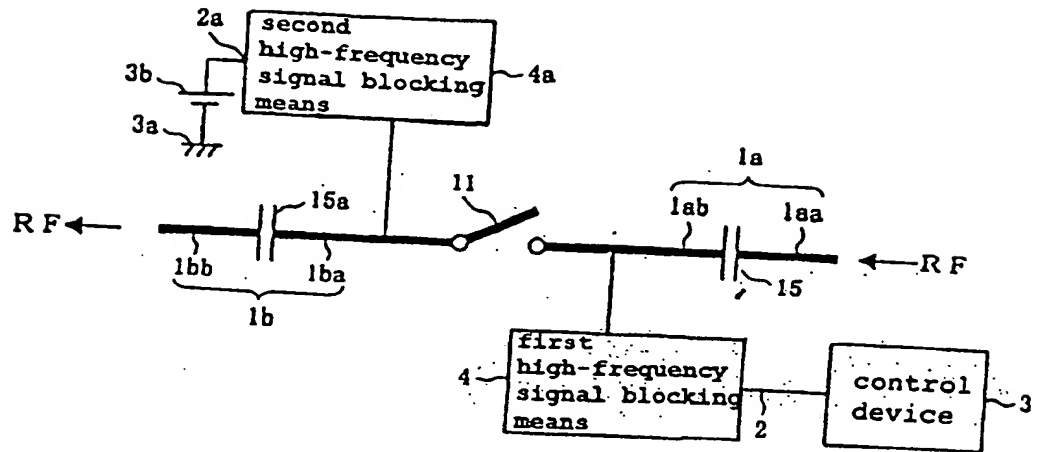 2a
second
high-frequency
signal blocking
means
4a
3b
3a
1a
15a
11
1ab
1aa
RF
1bb
1ba
RF
15
1b
first
high-frequency
signal blocking
means
4
2
control
device
3